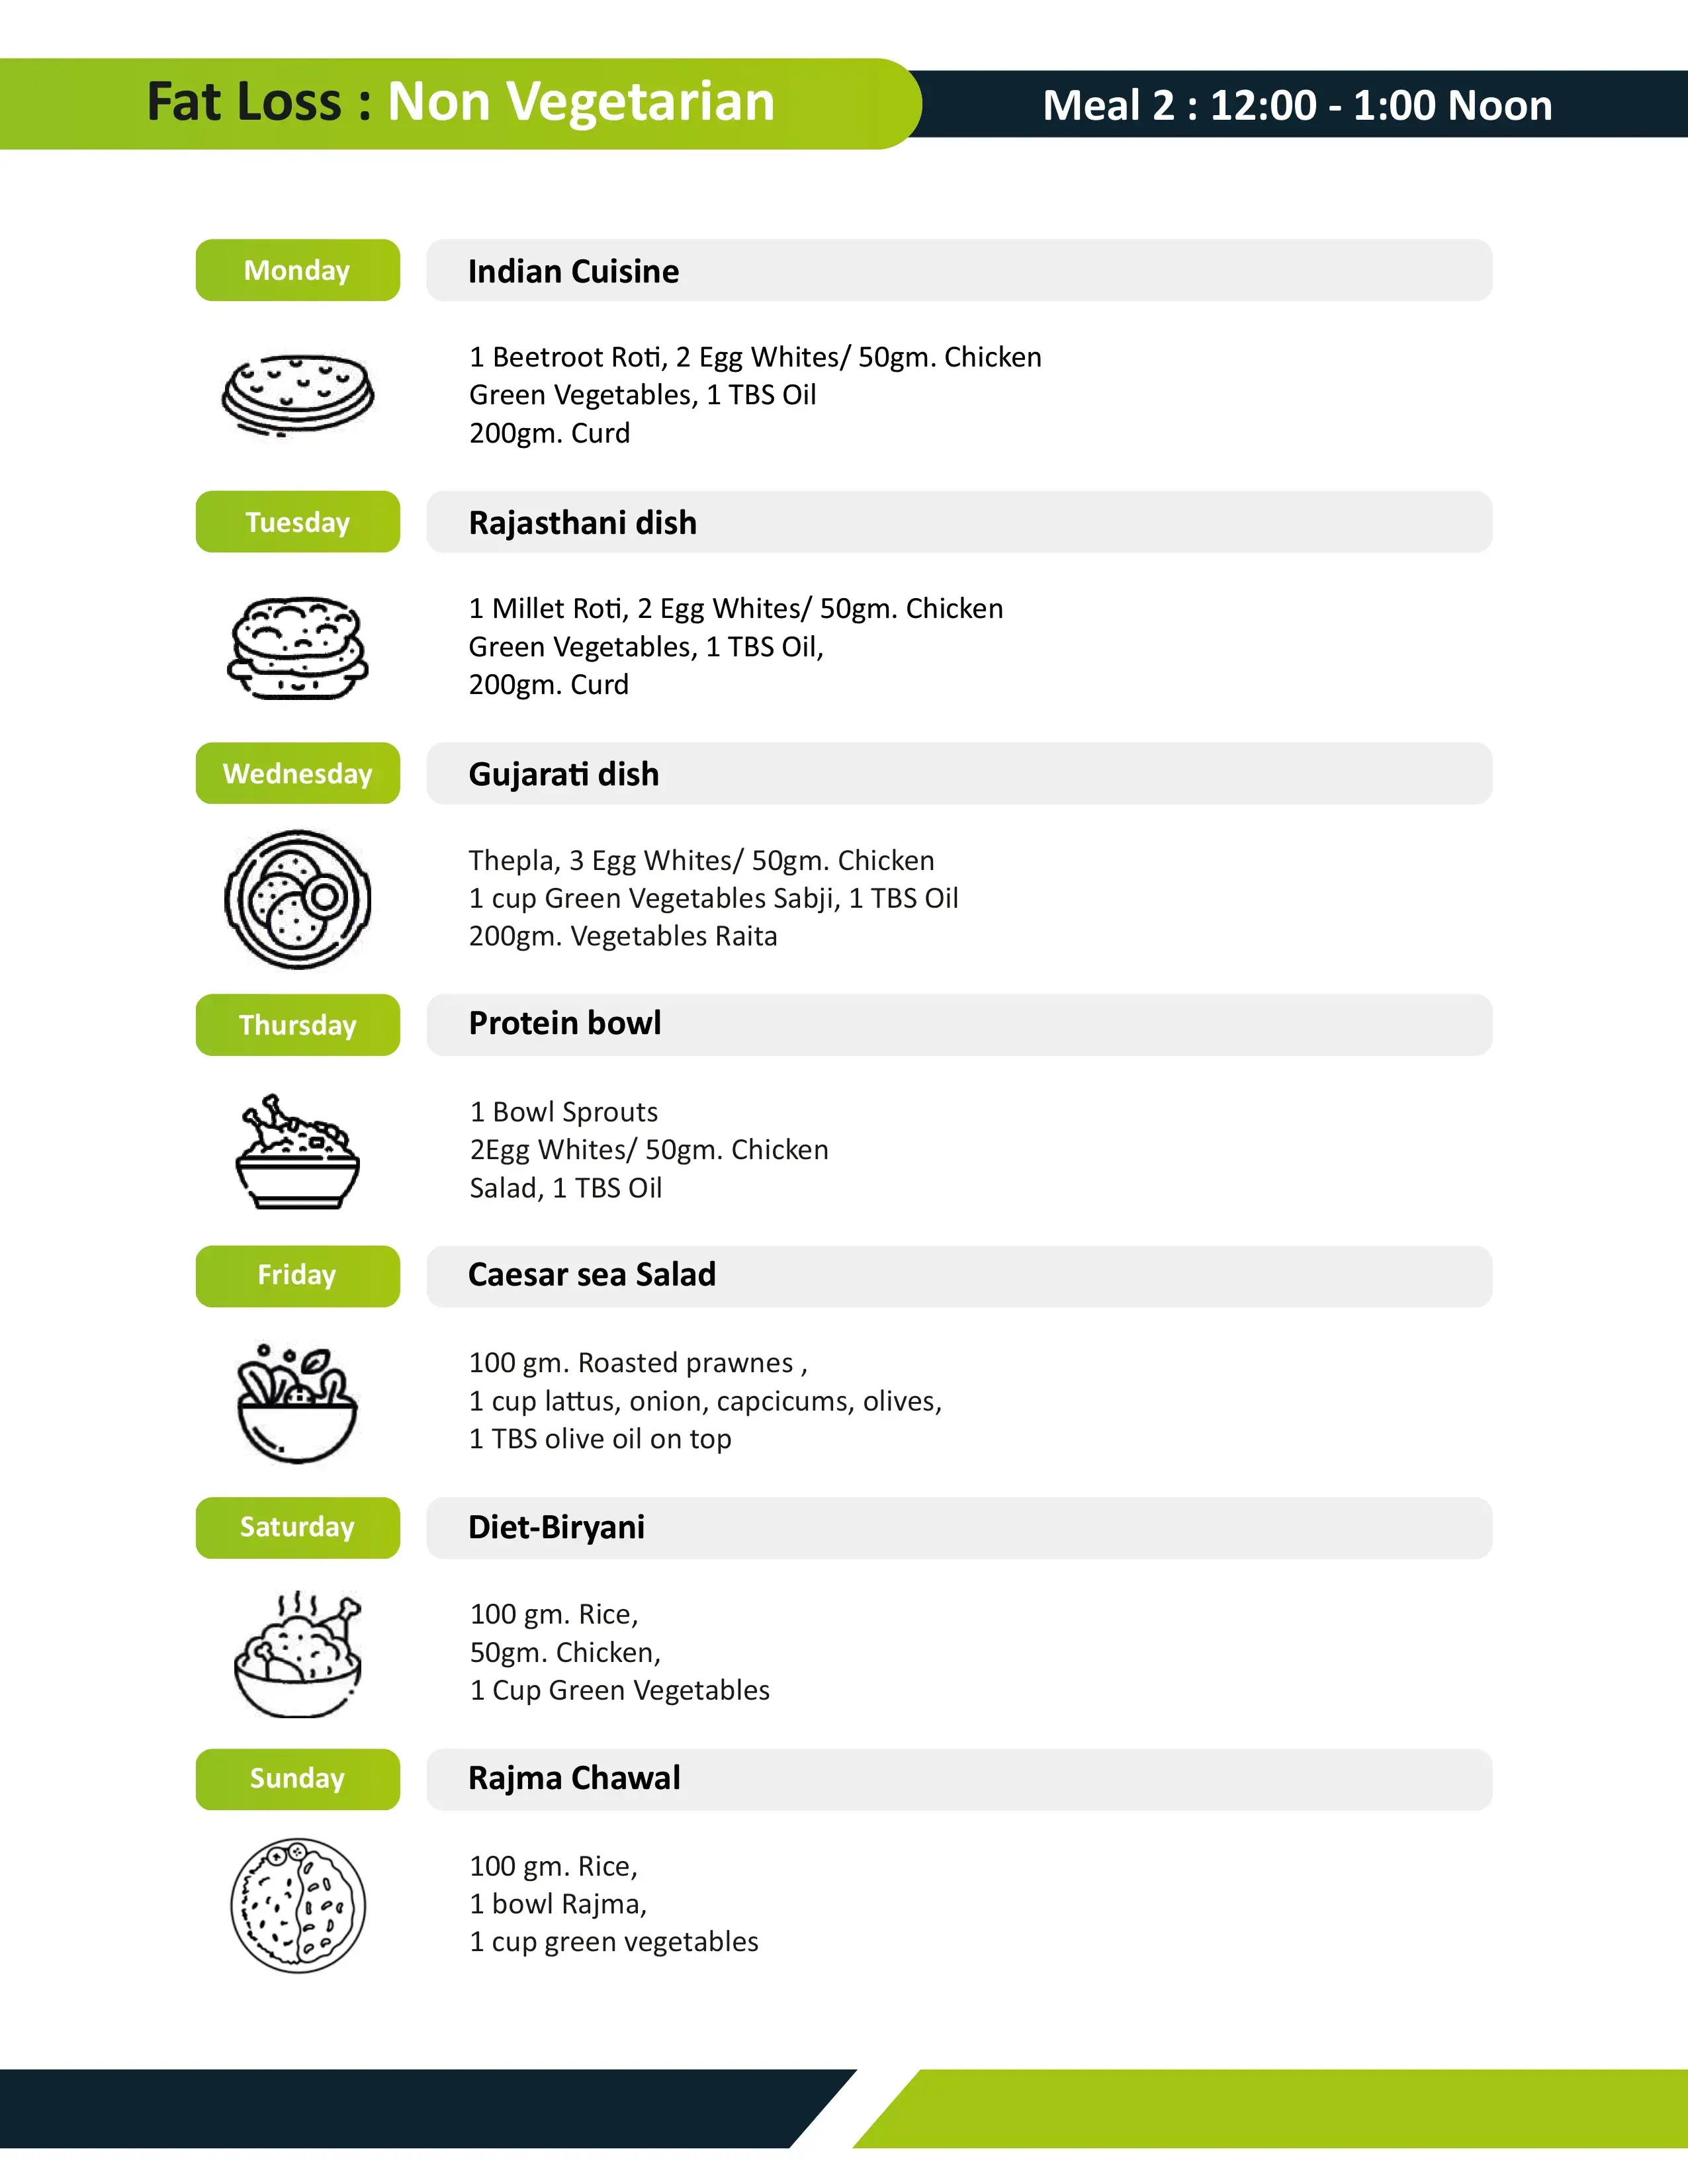 Fat Loss : Non Vegetarian
Meal 2 : 12:00 - 1:00 Noon
Monday
Indian Cuisine
1 Beetroot Roti, 2 Egg Whites/ 50gm. Chicken
Green Vegetables, 1 TBS Oil
200gm. Curd
Tuesday
Rajasthani dish
1 Millet Roti, 2 Egg Whites/ 50gm. Chicken
Green Vegetables, 1 TBS Oil,
200gm. Curd
Wednesday
Gujarati dish
Thepla, 3 Egg Whites/ 50gm. Chicken
1 cup Green Vegetables Sabji, 1 TBS Oil
200gm. Vegetables Raita
Thursday
Protein bowl
1 Bowl Sprouts
2Egg Whites/ 50gm. Chicken
Salad, 1 TBS Oil
Friday
Caesar sea Salad
100 gm. Roasted prawnes ,
1 cup lattus, onion, capcicums, olives,
1 TBS olive oil on top
Saturday
Diet-Biryani
100 gm. Rice,
50gm. Chicken,
1 Cup Green Vegetables
Sunday
Rajma Chawal
100 gm. Rice,
1 bowl Rajma,
1 cup green vegetables